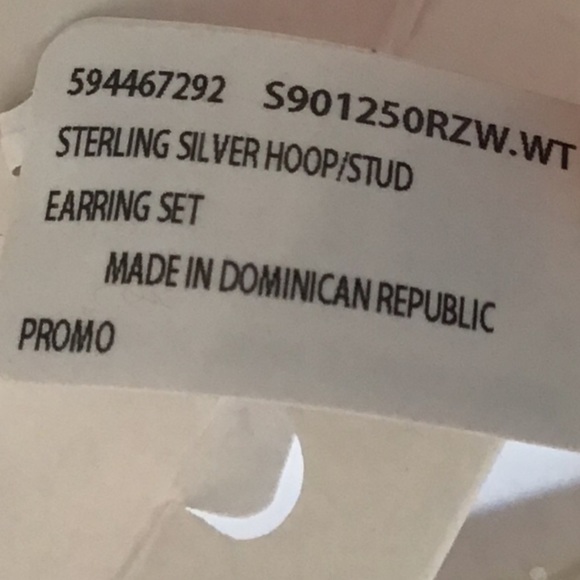 594467292 S901250RZW.WT
STERLING SILVER HOOP/STUD
EARRING SET
MADE IN DOMINICAN REPUBLIC
PROMO